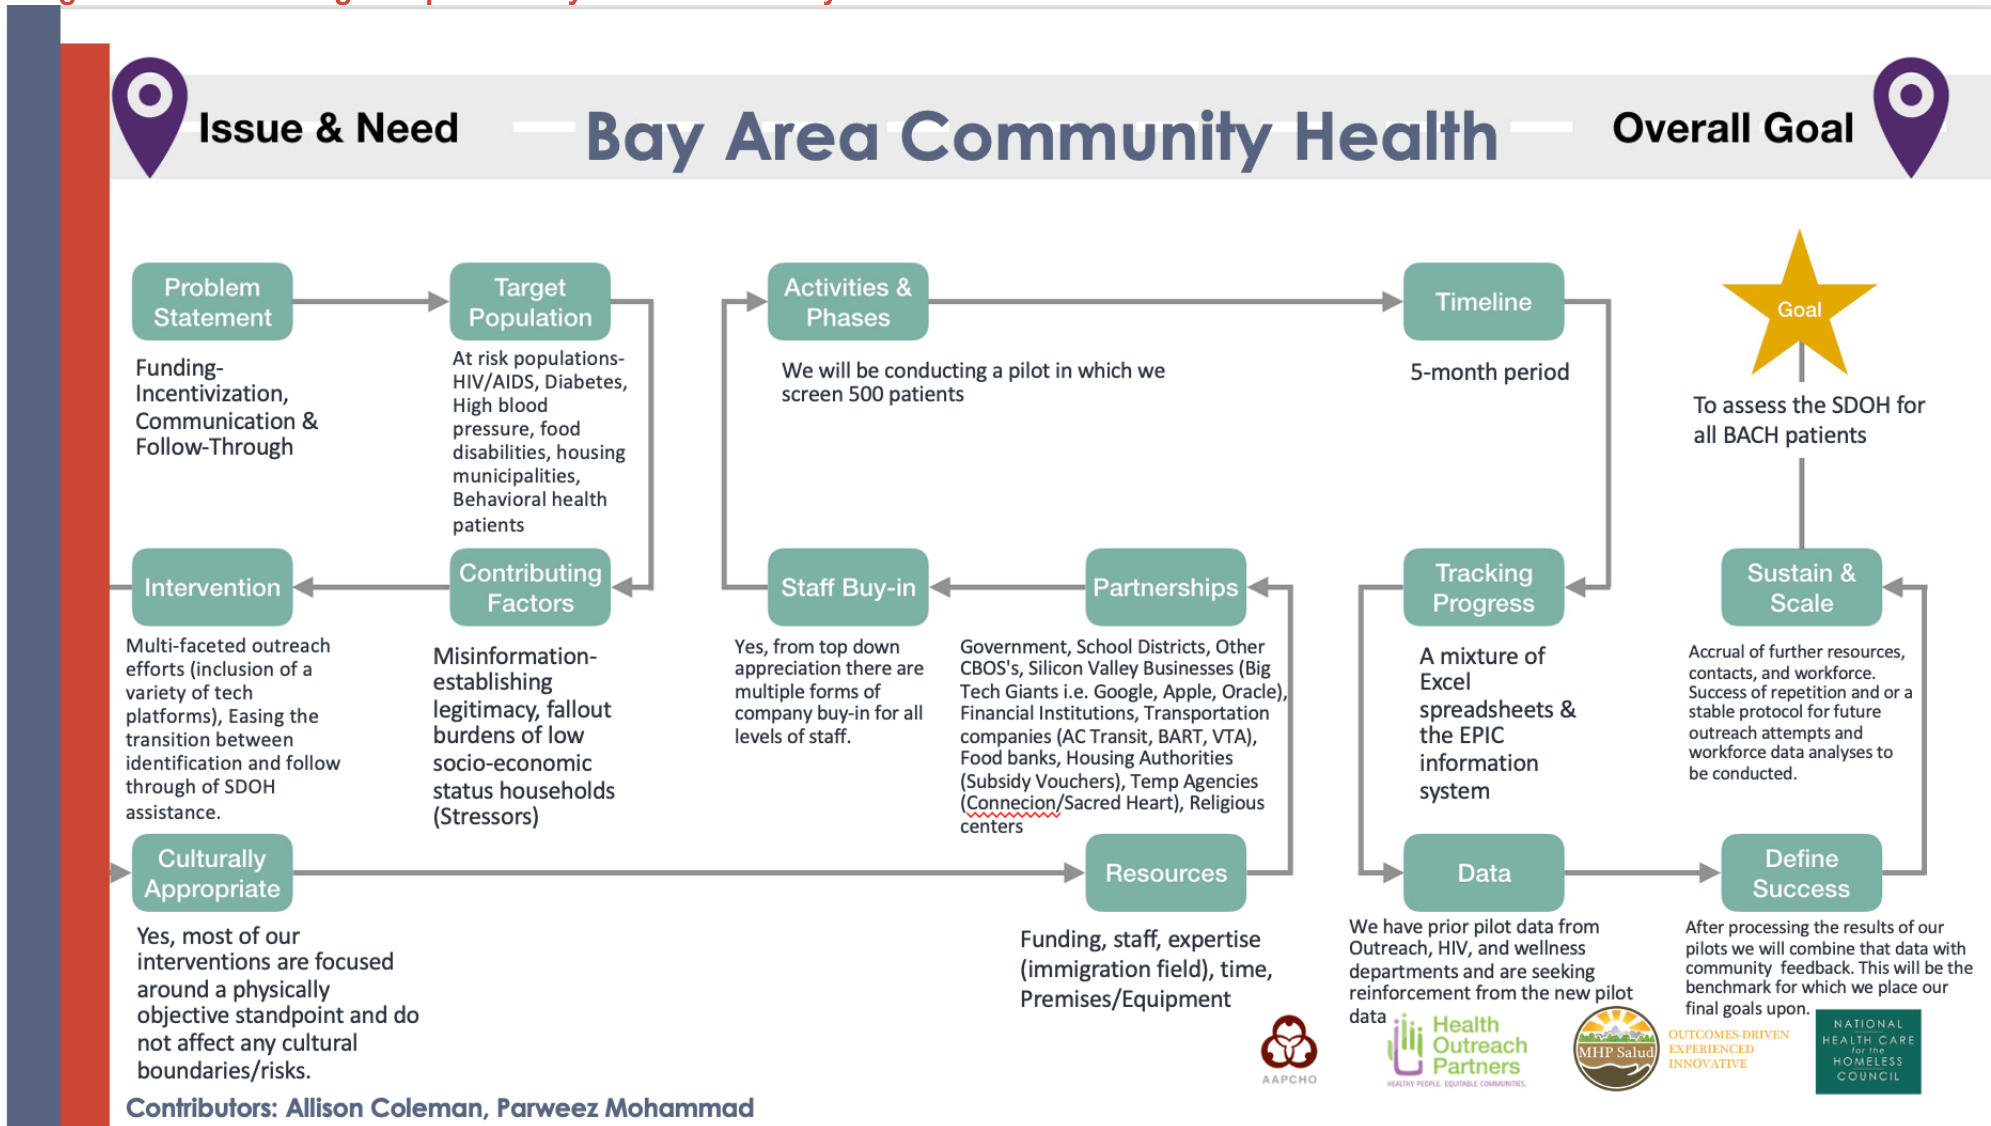 Issue & Need
Bay Area Community Health
Overall Goal
Problem
Statement
Funding-
Incentivization,
Communication &
Follow-Through
Target
Population
At risk populations-
HIV/AIDS, Diabetes,
High blood
pressure, food
disabilities, housing
municipalities,
Behavioral health
patients
Activities &
Phases
We will be conducting a pilot in which we
screen 500 patients
Timeline
5-month period
Goal
To assess the SDOH for
all BACH patients
Intervention
Multi-faceted outreach
efforts (inclusion of a
variety of tech
platforms), Easing the
transition between
identification and follow
through of SDOH
assistance.
Contributing
Factors
Misinformation-
establishing
legitimacy, fallout
burdens of low
socio-economic
status households
(Stressors)
Staff Buy-in
Yes, from top down
appreciation there are
multiple forms of
company buy-in for all
levels of staff.
Partnerships
Government, School Districts, Other
CBOS's, Silicon Valley Businesses (Big
Tech Giants i.e. Google, Apple, Oracle),
Financial Institutions, Transportation
companies (AC Transit, BART, VTA),
Food banks, Housing Authorities
(Subsidy Vouchers), Temp Agencies
(Connecion/Sacred Heart), Religious
centers
Tracking
Progress
A mixture of
Excel
spreadsheets &
the EPIC
information
system
Sustain &
Scale
Accrual of further resources,
contacts, and workforce.
Success of repetition and or a
stable protocol for future
outreach attempts and
workforce data analyses to
be conducted.
Culturally
Appropriate
Yes, most of our
interventions are focused
around a physically
objective standpoint and do
not affect any cultural
boundaries/risks.
Resources
Funding, staff, expertise
(immigration field), time,
Premises/Equipment
Data
We have prior pilot data from
Outreach, HIV, and wellness
departments and are seeking
reinforcement from the new pilot
data
Define
Success
After processing the results of our
pilots we will combine that data with
community feedback. This will be the
benchmark for which we place our
final goals upon.
AAPCHO
Health
Outreach
Partners
HEALTHY PEOPLE. EQUITABLE COMMUNITIES.
MHP Salud
OUTCOMES-DRIVEN
EXPERIENCED
INNOVATIVE
NATIONAL
HEALTH CARE
for the
HOMELESS
COUNCIL
Contributors: Allison Coleman, Parweez Mohammad